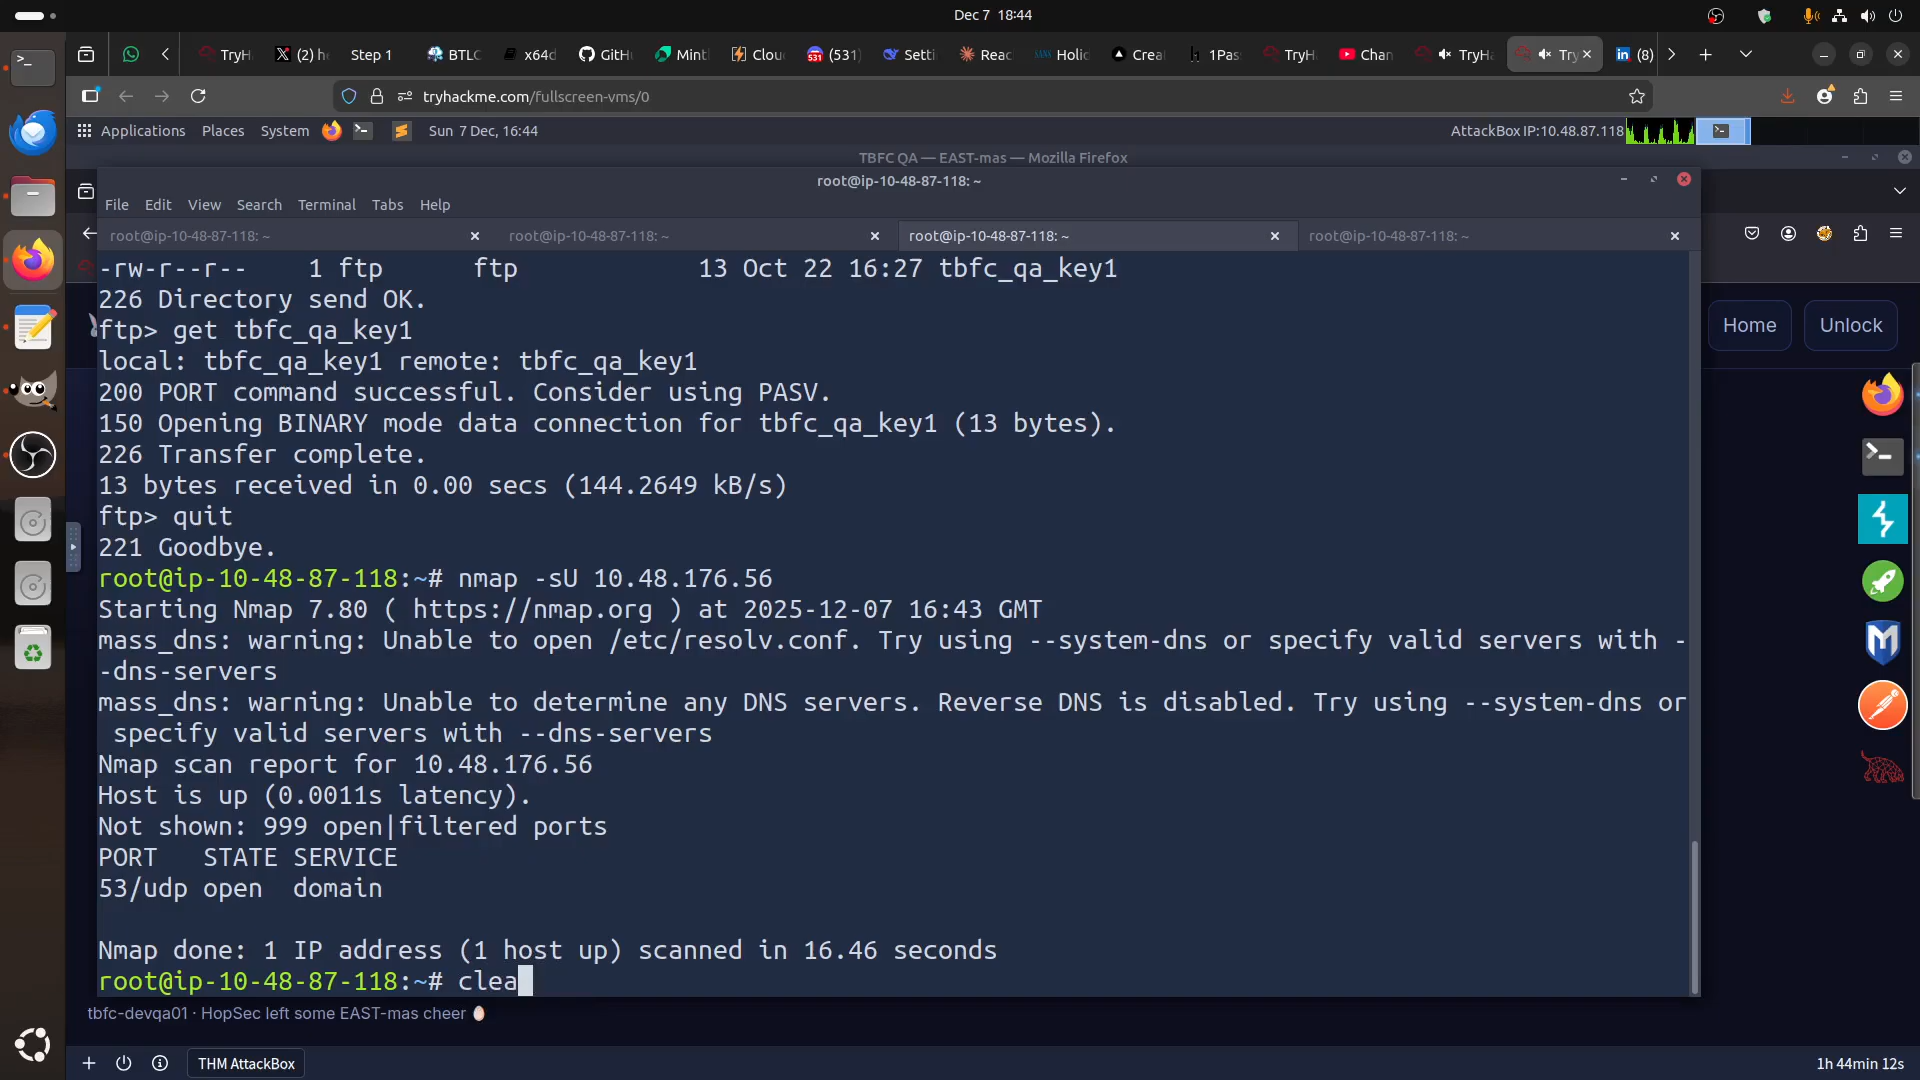 Dec 7 18:44
TryH
(2) h
Step 1
BTLC
x64d
GitH
Mint
Clou
531 (531)
Setti
Reac
Holic
Crea
1Pas
TryH
Chan
TryHa
Try
in (8)
tryhackme.com/fullscreen-vms/0
Applications Places System Sun 7 Dec, 16:44 AttackBox IP:10.48.87.118
TBFC QA — EAST-mas — Mozilla Firefox
root@ip-10-48-87-118: ~
File Edit View Search Terminal Tabs Help
root@ip-10-48-87-118: ~ root@ip-10-48-87-118: ~ root@ip-10-48-87-118: ~ root@ip-10-48-87-118: ~
Home Unlock
-rw-r--r-- 1 ftp ftp 13 Oct 22 16:27 tbfc_qa_key1
226 Directory send OK.
ftp> get tbfc_qa_key1
local: tbfc_qa_key1 remote: tbfc_qa_key1
200 PORT command successful. Consider using PASV.
150 Opening BINARY mode data connection for tbfc_qa_key1 (13 bytes).
226 Transfer complete.
13 bytes received in 0.00 secs (144.2649 kB/s)
ftp> quit
221 Goodbye.
root@ip-10-48-87-118:~# nmap -sU 10.48.176.56
Starting Nmap 7.80 ( https://nmap.org ) at 2025-12-07 16:43 GMT
mass_dns: warning: Unable to open /etc/resolv.conf. Try using --system-dns or specify valid servers with -
-dns-servers
mass_dns: warning: Unable to determine any DNS servers. Reverse DNS is disabled. Try using --system-dns or
specify valid servers with --dns-servers
Nmap scan report for 10.48.176.56
Host is up (0.0011s latency).
Not shown: 999 open|filtered ports
PORT STATE SERVICE
53/udp open domain
Nmap done: 1 IP address (1 host up) scanned in 16.46 seconds
root@ip-10-48-87-118:~# clea
tbfc-devqa01 · HopSec left some EAST-mas cheer 🥚
THM AttackBox
1h 44min 12s